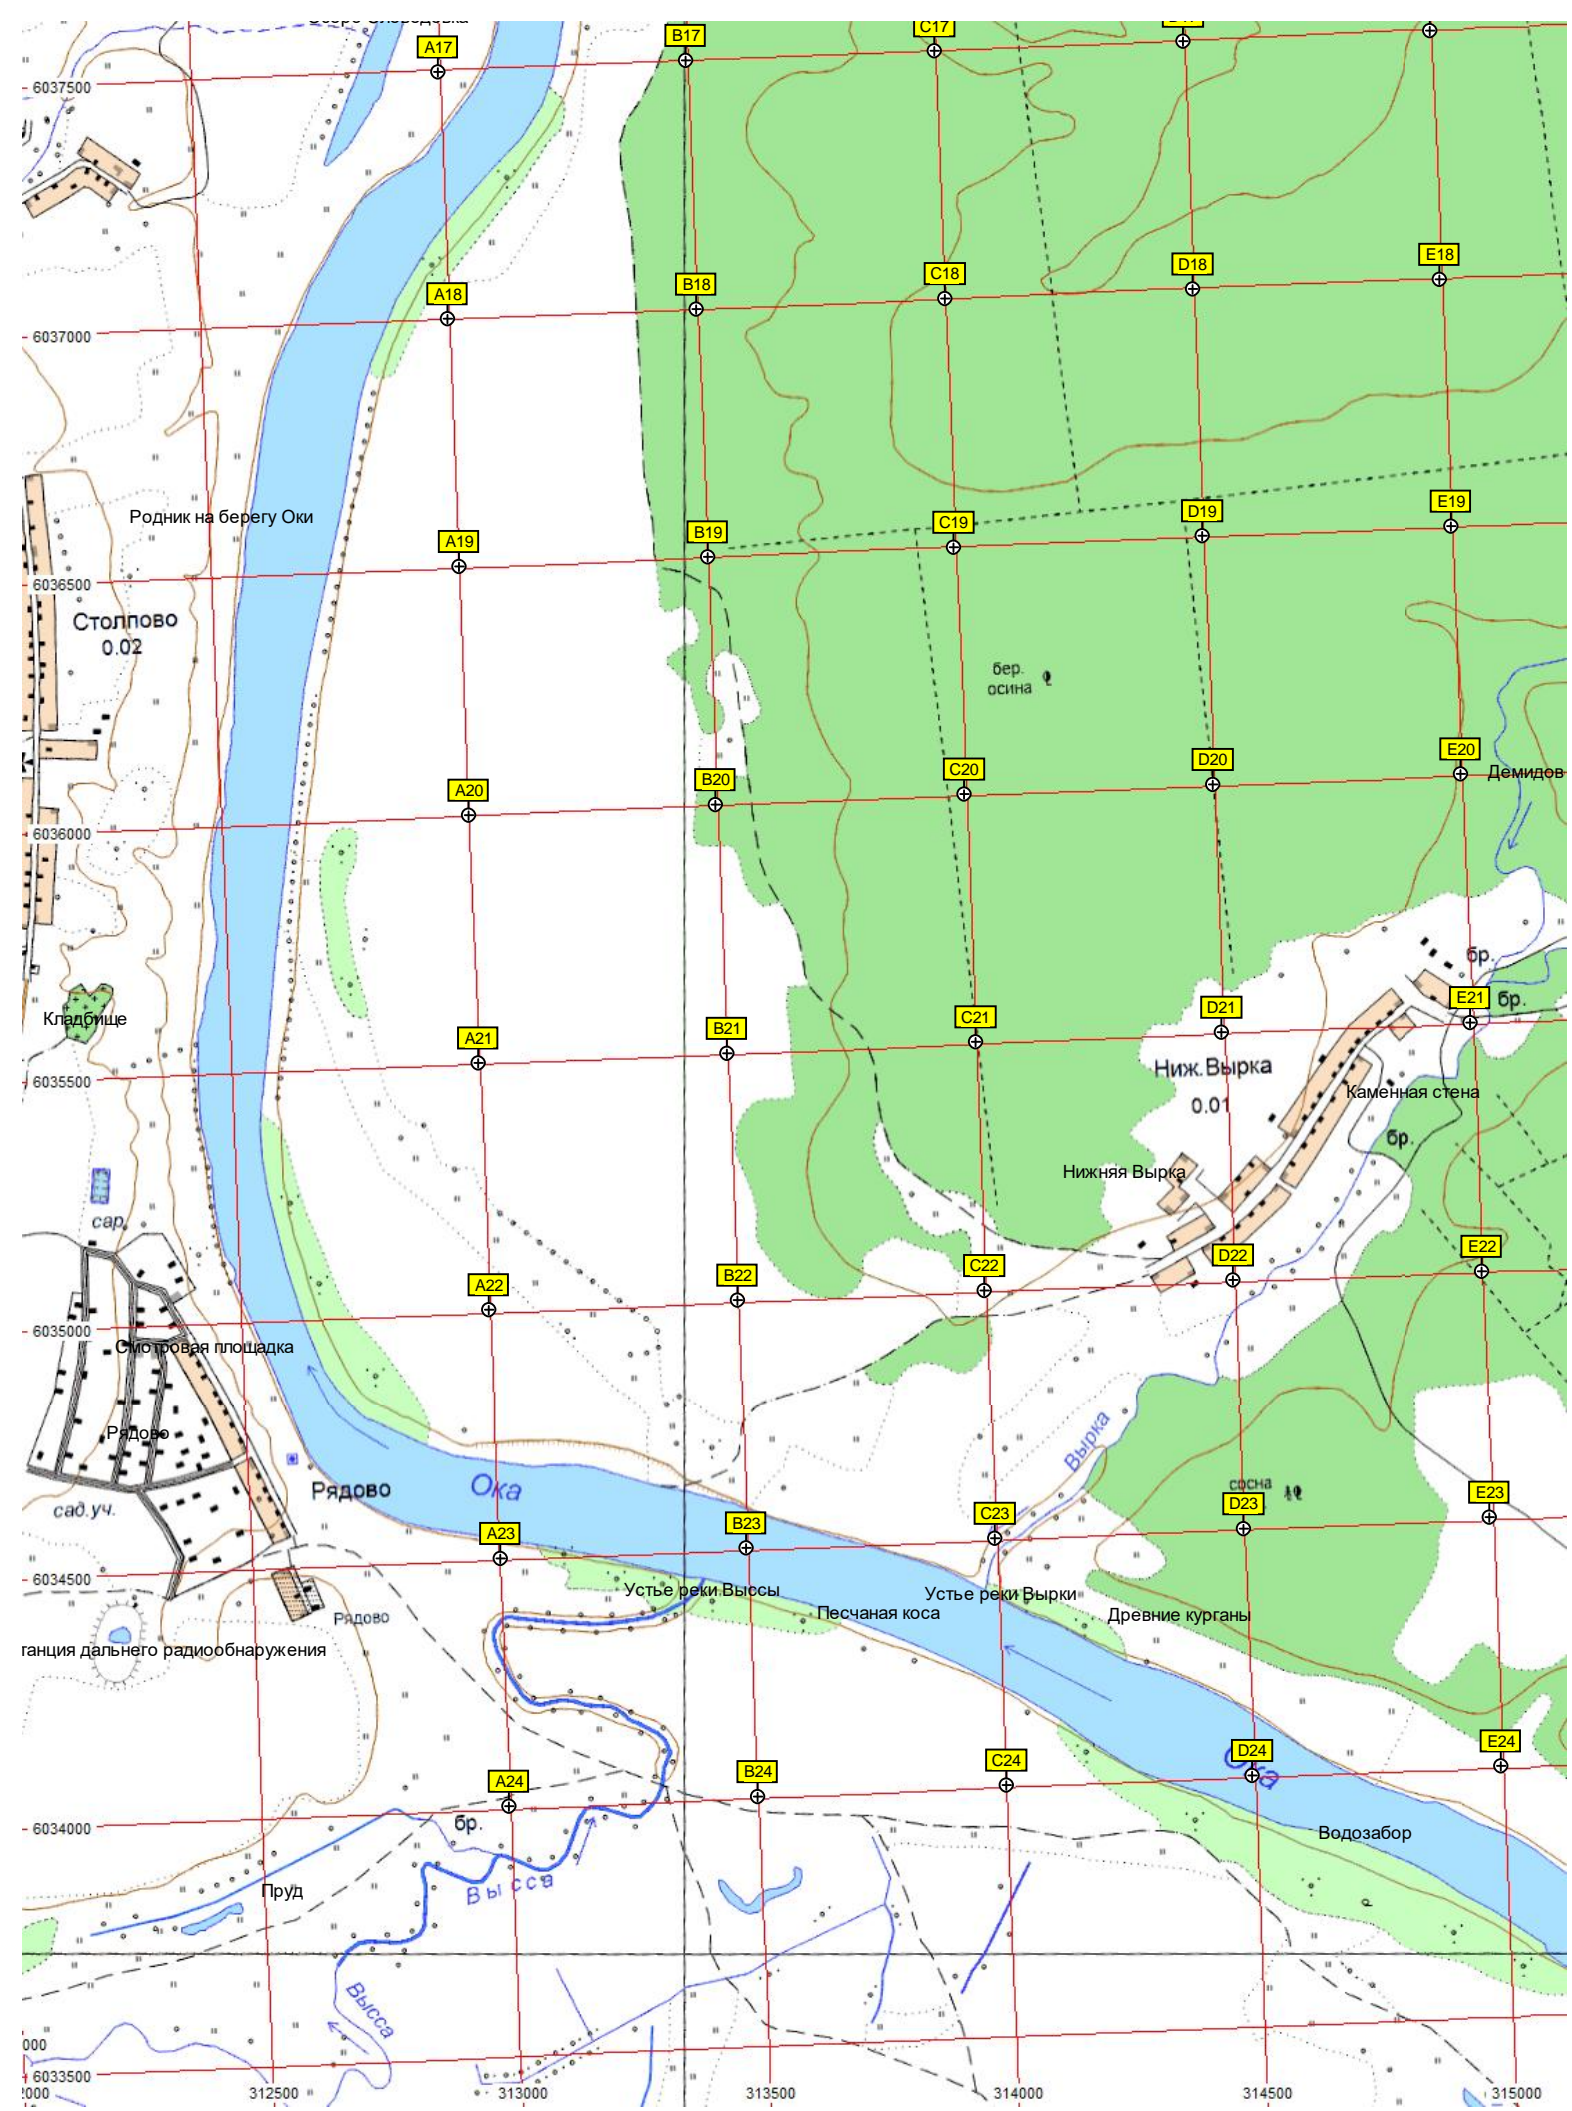 A17
B17
C17
6037500
A18
B18
C18
D18
E18
6037000
Родник на берегу Оки
A19
B19
C19
D19
E19
6036500
Столпово
0.02
бер.
осина
A20
B20
C20
D20
E20
Демидов
6036000
бр.
Кладбище
A21
B21
C21
D21
E21
бр.
6035500
Ниж.Вырка
0.01
Каменная стена
бр.
Нижняя Вырка
сар.
A22
B22
C22
D22
E22
6035000
Смотровая площадка
Рядово
Вырка
Рядово
Ока
сосна
сад.уч.
A23
B23
C23
D23
E23
6034500
Устье реки Выссы
Устье реки Вырки
Песчаная коса
Древние курганы
Рядово
танция дальнего радиообнаружения
A24
B24
C24
D24
E24
Ока
6034000
бр.
Водозабор
Пруд
Высса
Высса
000
6033500
2000
312500
313000
313500
314000
314500
315000